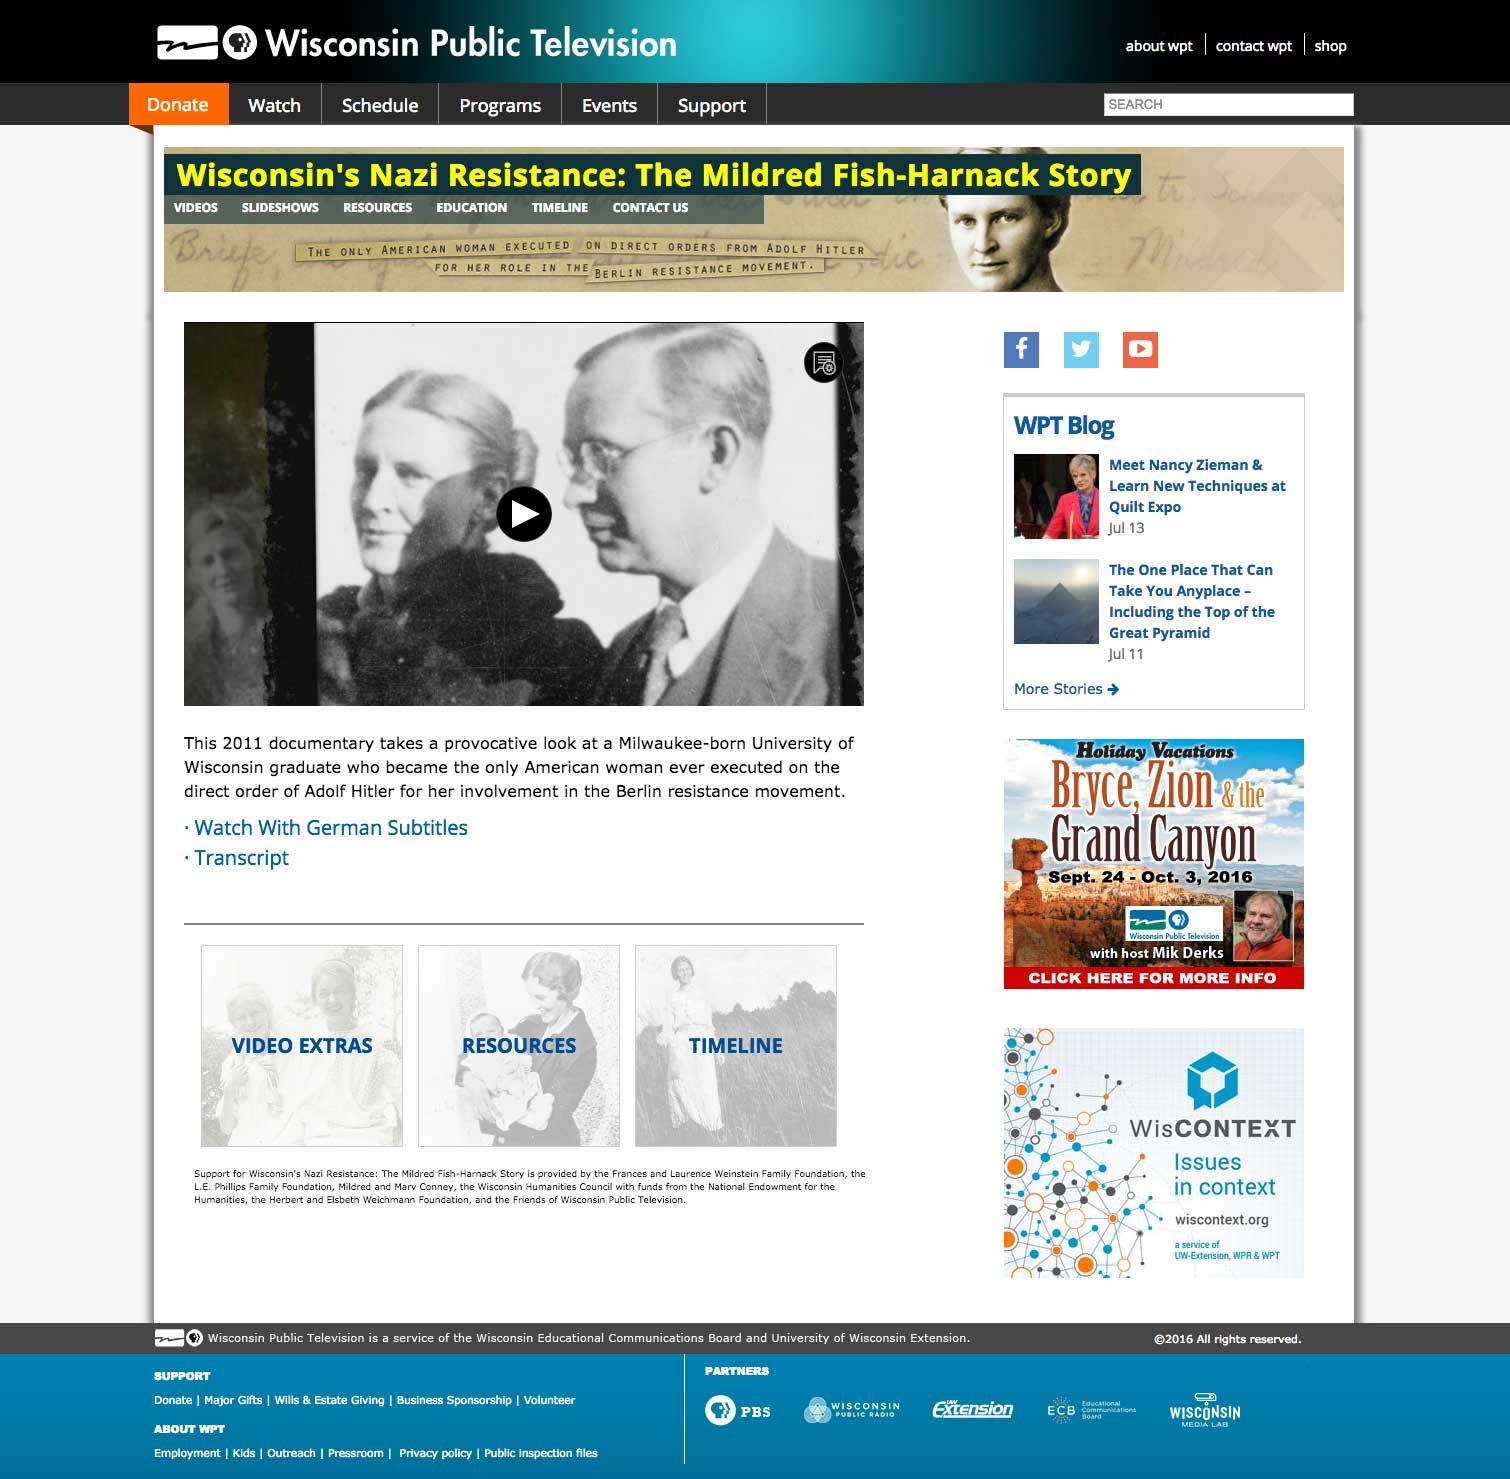 Wisconsin Public Television
about wpt
contact wpt
shop
Donate
Watch
Schedule
Programs
Events
Support
SEARCH
Wisconsin's Nazi Resistance: The Mildred Fish-Harnack Story
VIDEOS
SLIDESHOWS
RESOURCES
EDUCATION
TIMELINE
CONTACT US
The only American woman executed on direct orders from Adolf Hitler
for her role in the Berlin resistance movement.
WPT Blog
Meet Nancy Zieman &
Learn New Techniques at
Quilt Expo
Jul 13
The One Place That Can
Take You Anyplace –
Including the Top of the
Great Pyramid
Jul 11
More Stories
This 2011 documentary takes a provocative look at a Milwaukee-born University of
Wisconsin graduate who became the only American woman ever executed on the
direct order of Adolf Hitler for her involvement in the Berlin resistance movement.
· Watch With German Subtitles
· Transcript
Holiday Vacations
Bryce, Zion & the
Grand Canyon
Sept. 24 - Oct. 3, 2016
Wisconsin Public Television
with host Mik Derks
CLICK HERE FOR MORE INFO
VIDEO EXTRAS
RESOURCES
TIMELINE
Support for Wisconsin's Nazi Resistance: The Mildred Fish-Harnack Story is provided by the Frances and Laurence Weinstein Family Foundation, the
L.E. Phillips Family Foundation, Mildred and Marv Conney, the Wisconsin Humanities Council with funds from the National Endowment for the
Humanities, the Herbert and Elsbeth Weichmann Foundation, and the Friends of Wisconsin Public Television.
WisCONTEXT
Issues
in context
wiscontext.org
a service of
UW-Extension, WPR & WPT
Wisconsin Public Television is a service of the Wisconsin Educational Communications Board and University of Wisconsin Extension.
©2016 All rights reserved.
SUPPORT
Donate | Major Gifts | Wills & Estate Giving | Business Sponsorship | Volunteer
ABOUT WPT
Employment | Kids | Outreach | Pressroom | Privacy policy | Public inspection files
PARTNERS
PBS
WISCONSIN
PUBLIC RADIO
UW
Extension
ECB
Educational
Communications
Board
WISCONSIN
MEDIA LAB